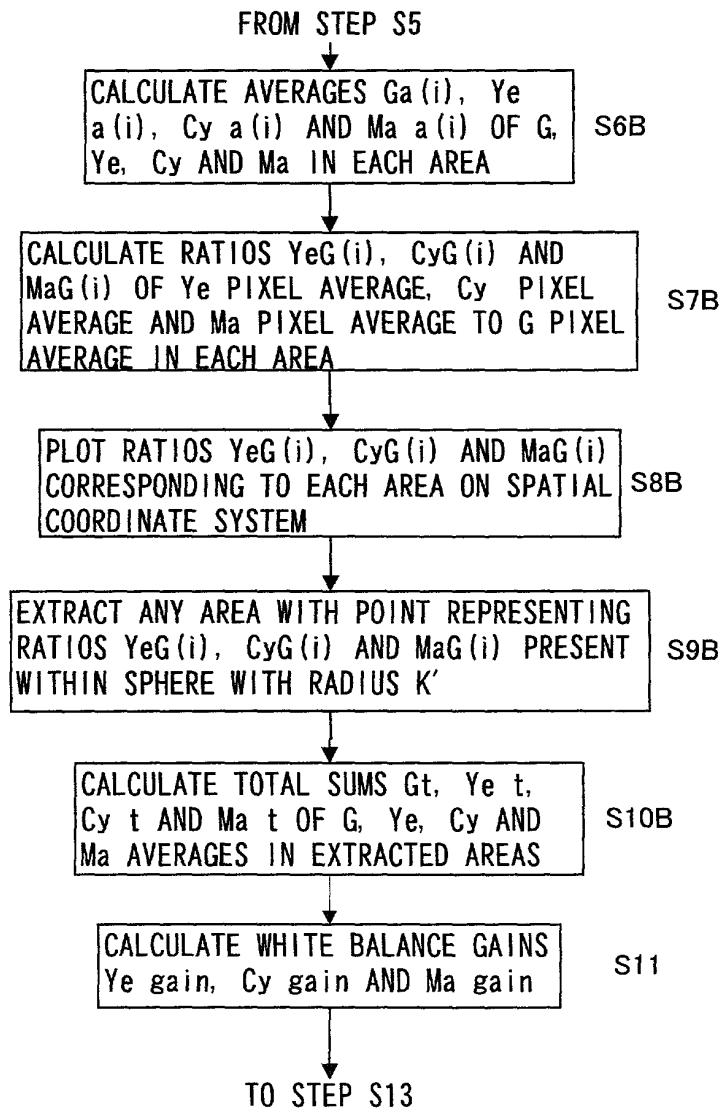 FROM STEP S5
CALCULATE AVERAGES Ga(i), Ye
a(i), Cy a(i) AND Ma a(i) OF G,
Ye, Cy AND Ma IN EACH AREA
S6B
CALCULATE RATIOS YeG(i), CyG(i) AND
MaG(i) OF Ye PIXEL AVERAGE, Cy PIXEL
AVERAGE AND Ma PIXEL AVERAGE TO G PIXEL
AVERAGE IN EACH AREA
S7B
PLOT RATIOS YeG(i), CyG(i) AND MaG(i)
CORRESPONDING TO EACH AREA ON SPATIAL
COORDINATE SYSTEM
S8B
EXTRACT ANY AREA WITH POINT REPRESENTING
RATIOS YeG(i), CyG(i) AND MaG(i) PRESENT
WITHIN SPHERE WITH RADIUS K′
S9B
CALCULATE TOTAL SUMS Gt, Ye t,
Cy t AND Ma t OF G, Ye, Cy AND
Ma AVERAGES IN EXTRACTED AREAS
S10B
CALCULATE WHITE BALANCE GAINS
Ye gain, Cy gain AND Ma gain
S11
TO STEP S13